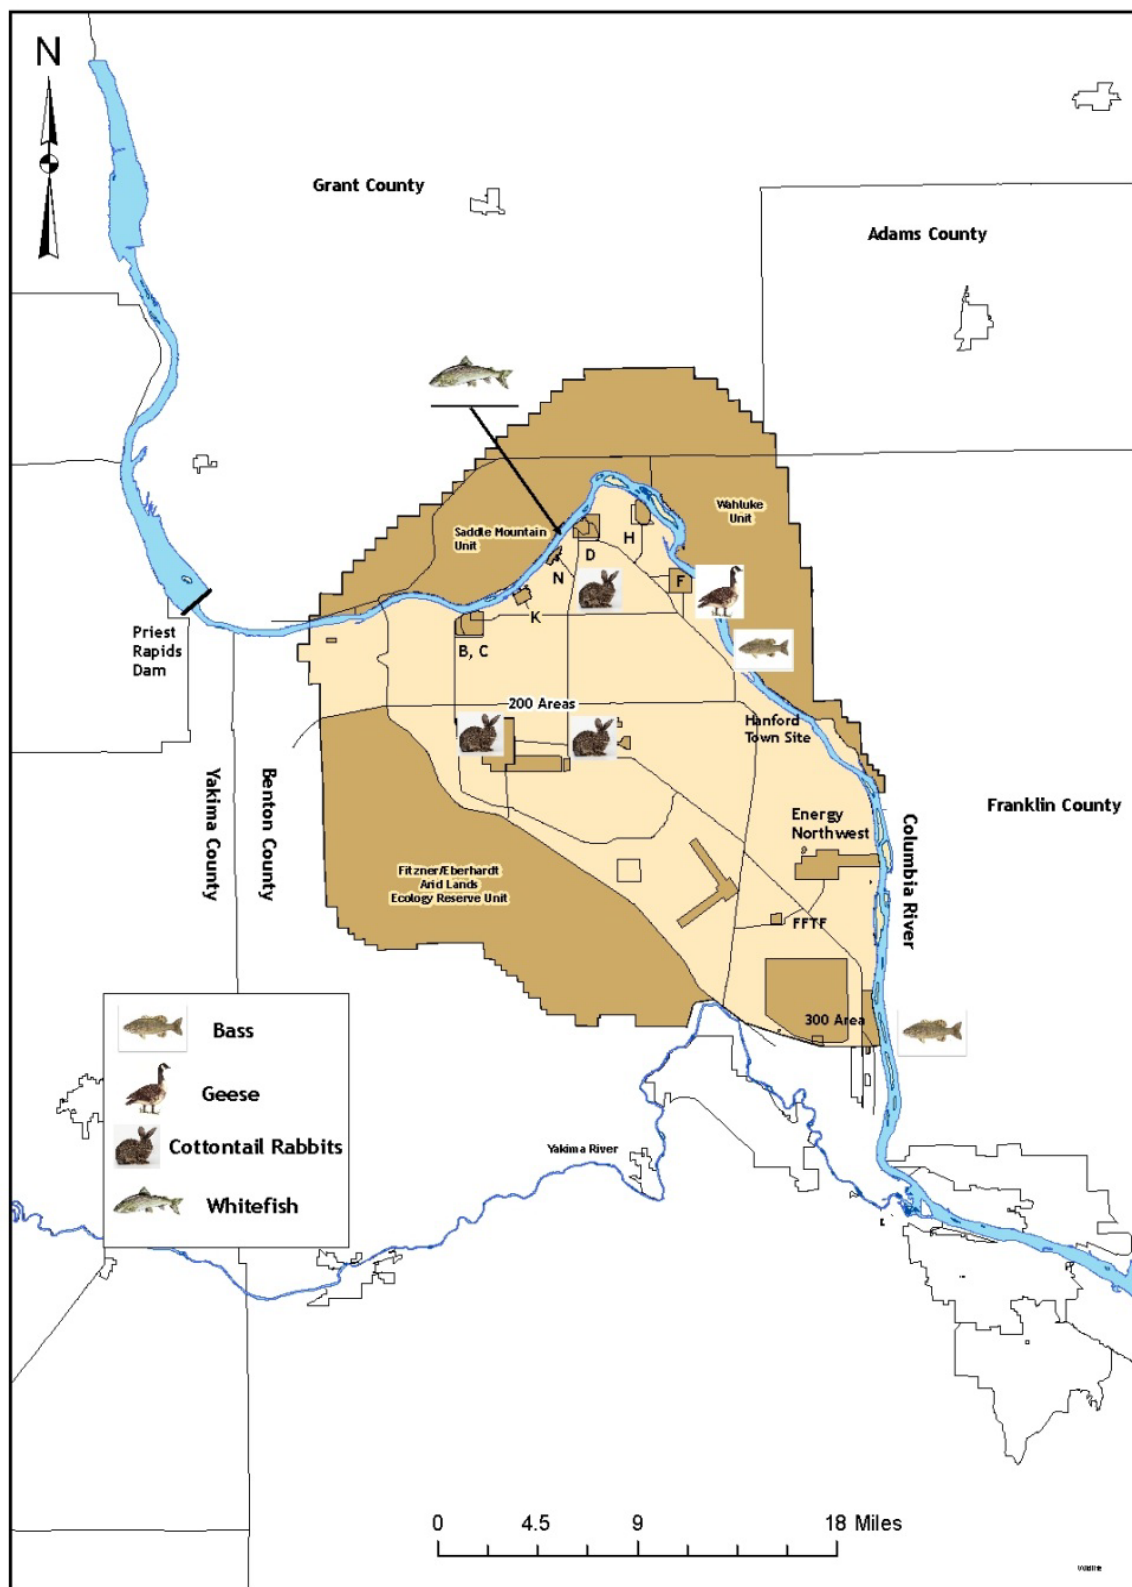 N
Grant County
Adams County
Saddle Mountain
Unit
Wahluke
Unit
H
D
N
F
K
B, C
Priest
Rapids
Dam
200 Areas
Hanford
Town Site
Yakima County
Benton County
Energy
Northwest
Franklin County
Columbia River
Fitzner/Eberhardt
Arid Lands
Ecology Reserve Unit
FFTF
300 Area
Bass
Geese
Cottontail Rabbits
Whitefish
Yakima River
0 4.5 9 18 Miles